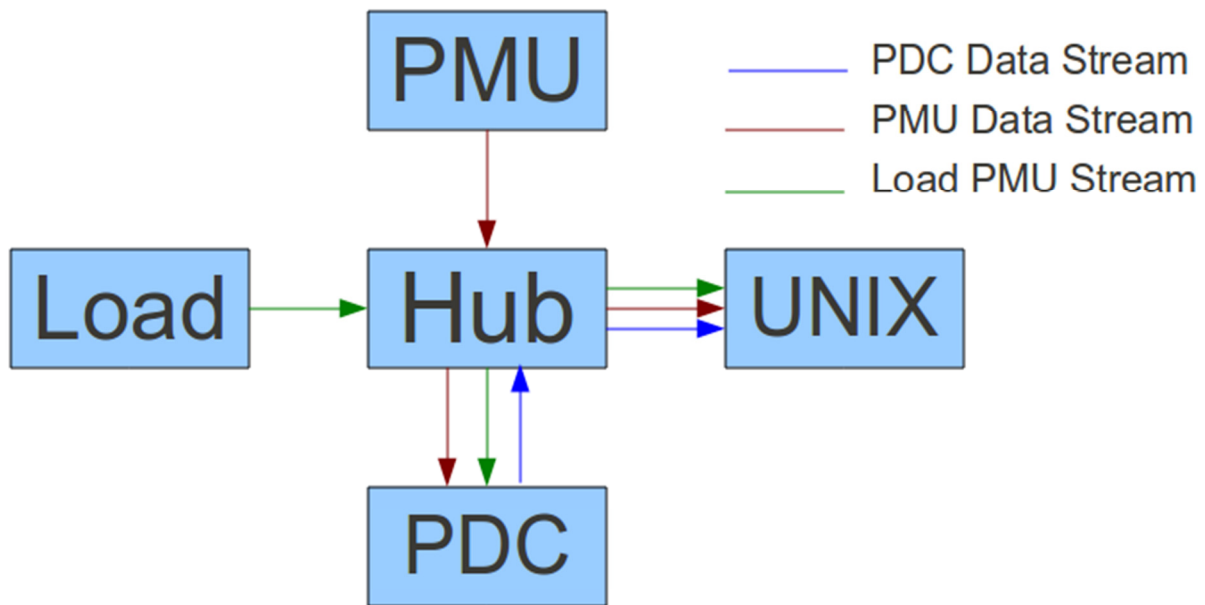 PMU
PDC Data Stream
PMU Data Stream
Load PMU Stream
Load
Hub
UNIX
PDC